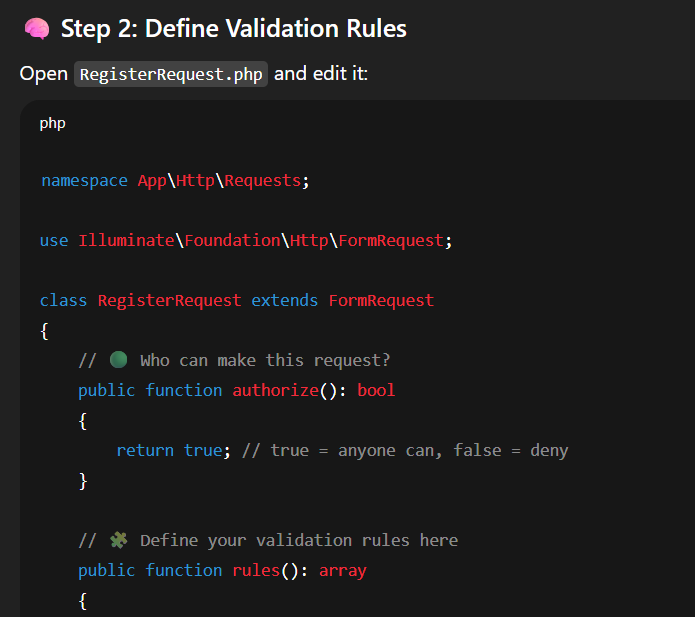 🧠 Step 2: Define Validation Rules
Open RegisterRequest.php and edit it:
php
namespace App\Http\Requests;
use Illuminate\Foundation\Http\FormRequest;
class RegisterRequest extends FormRequest
{
// 🟢 Who can make this request?
public function authorize(): bool
{
return true; // true = anyone can, false = deny
}
// 🧩 Define your validation rules here
public function rules(): array
{